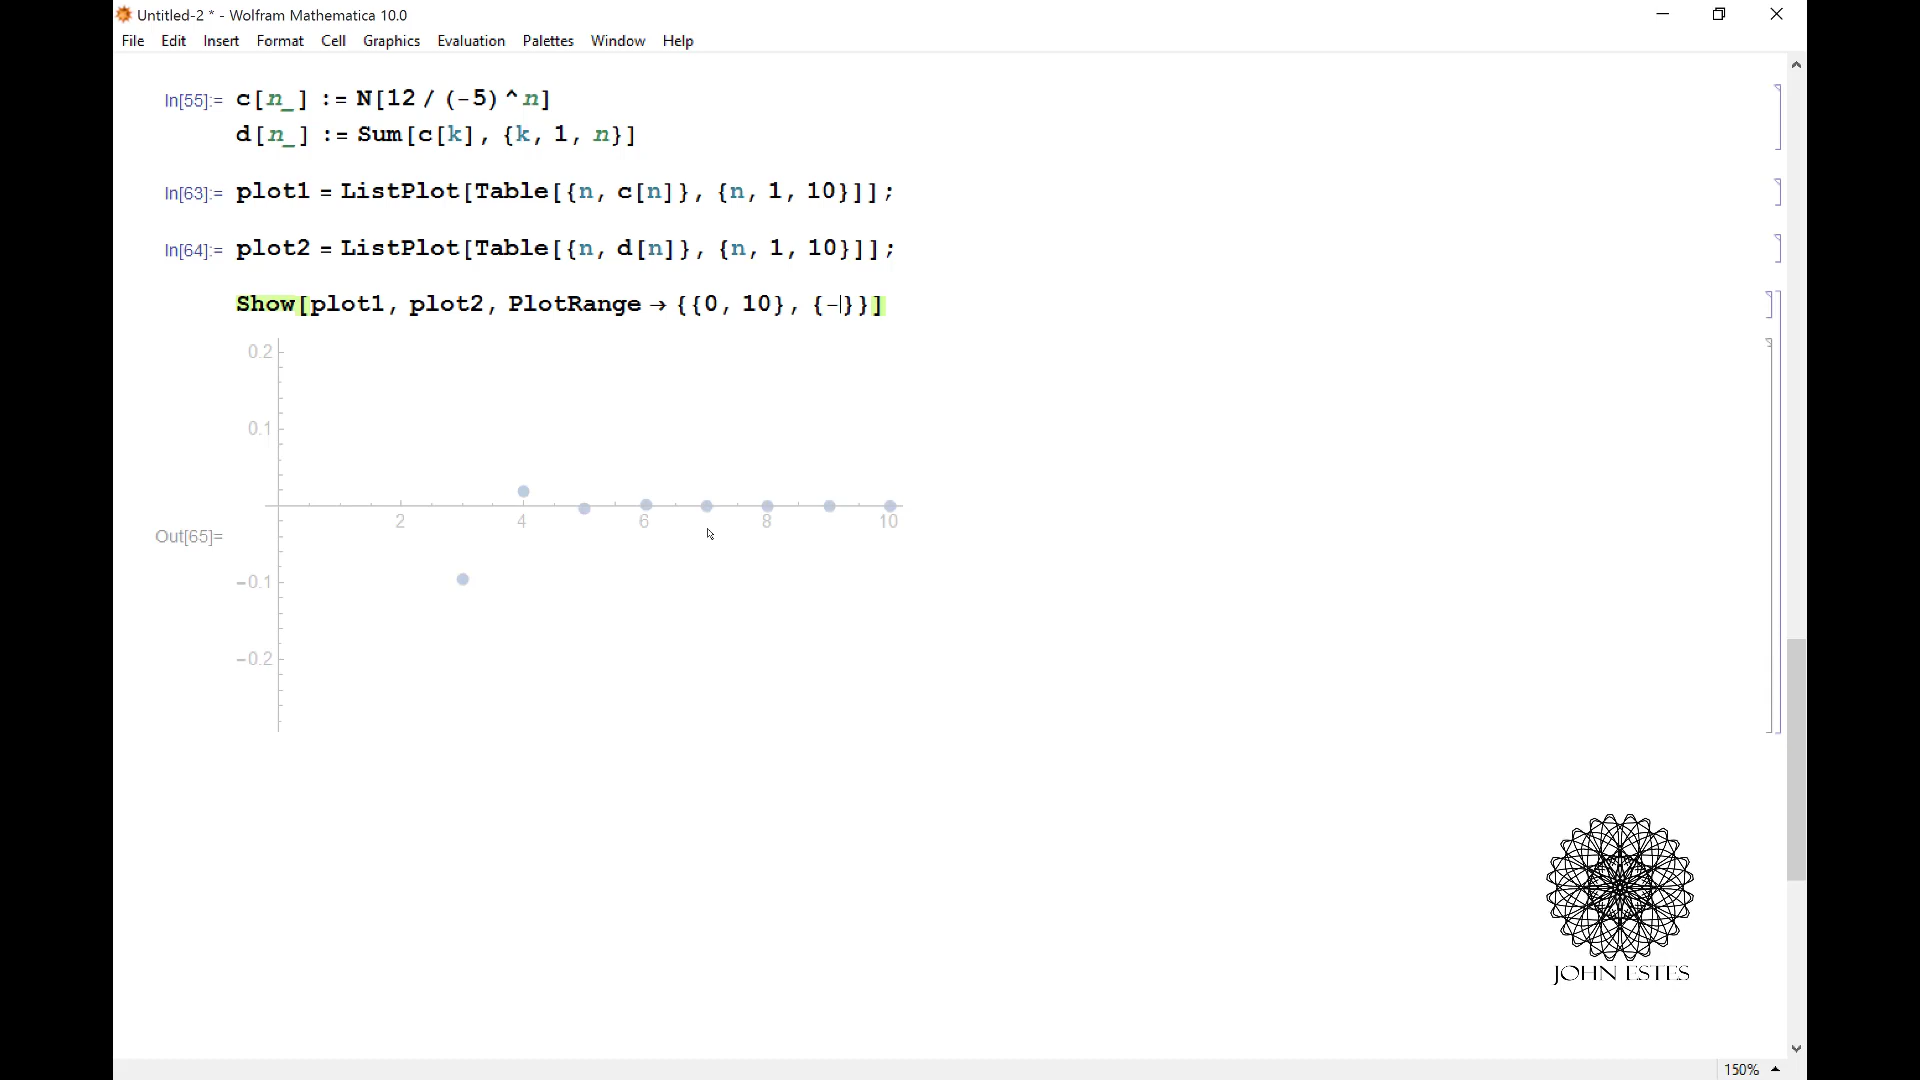 Untitled-2 * - Wolfram Mathematica 10.0
File Edit Insert Format Cell Graphics Evaluation Palettes Window Help
In[55]:= c[n_] := N[12 / (-5) ^ n]
d[n_] := Sum[c[k], {k, 1, n}]
In[63]:= plot1 = ListPlot[Table[{n, c[n]}, {n, 1, 10}]];
In[64]:= plot2 = ListPlot[Table[{n, d[n]}, {n, 1, 10}]];
Show[plot1, plot2, PlotRange → {{0, 10}, {-}}]
0.2
0.1
2 4 6 8 10
Out[65]=
-0.1
-0.2
JOHN ESTES
150%